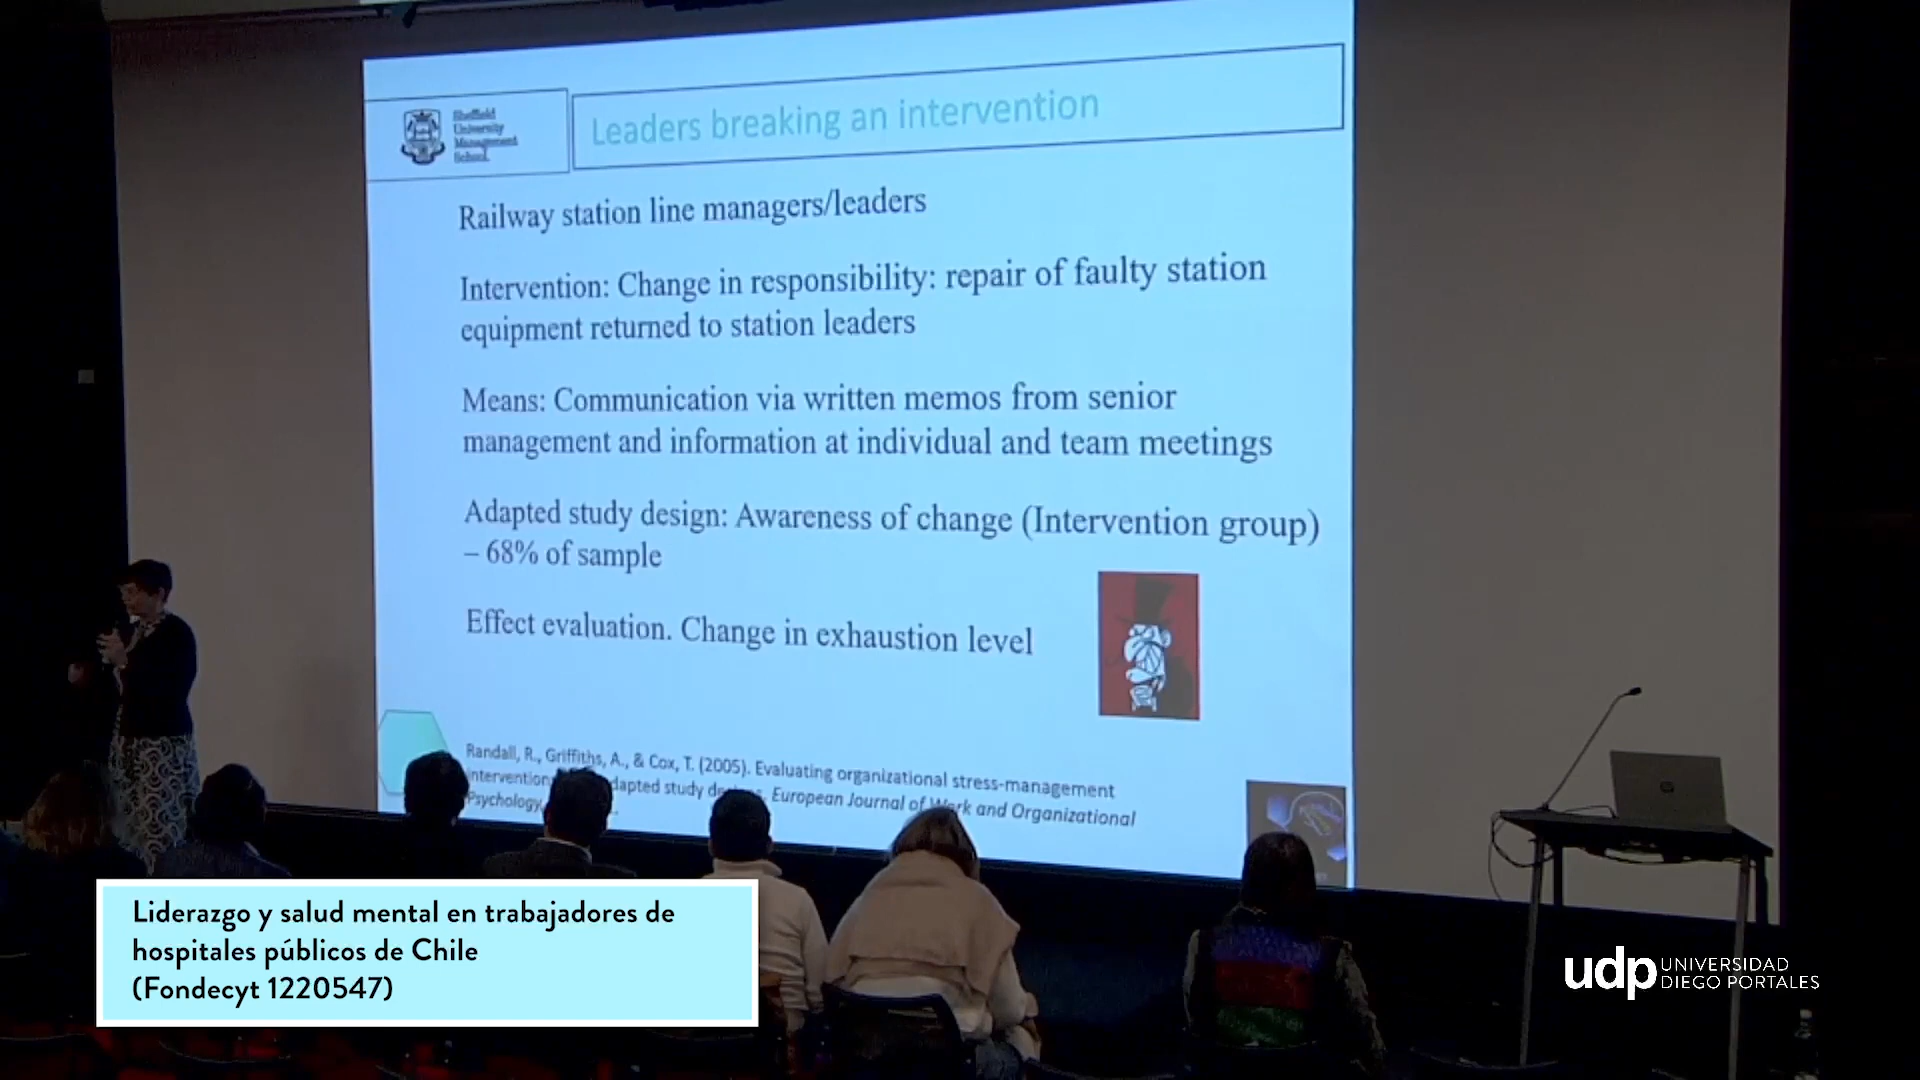 Sheffield
University
Management
School
Leaders breaking an intervention
Railway station line managers/leaders
Intervention: Change in responsibility: repair of faulty station
equipment returned to station leaders
Means: Communication via written memos from senior
management and information at individual and team meetings
Adapted study design: Awareness of change (Intervention group)
– 68% of sample
Effect evaluation. Change in exhaustion level
Randall, R., Griffiths, A., & Cox, T. (2005). Evaluating organizational stress-management
European Journal of Work and Organizational
Psychology,
Liderazgo y salud mental en trabajadores de
hospitales públicos de Chile
(Fondecyt 1220547)
udp UNIVERSIDAD
DIEGO PORTALES